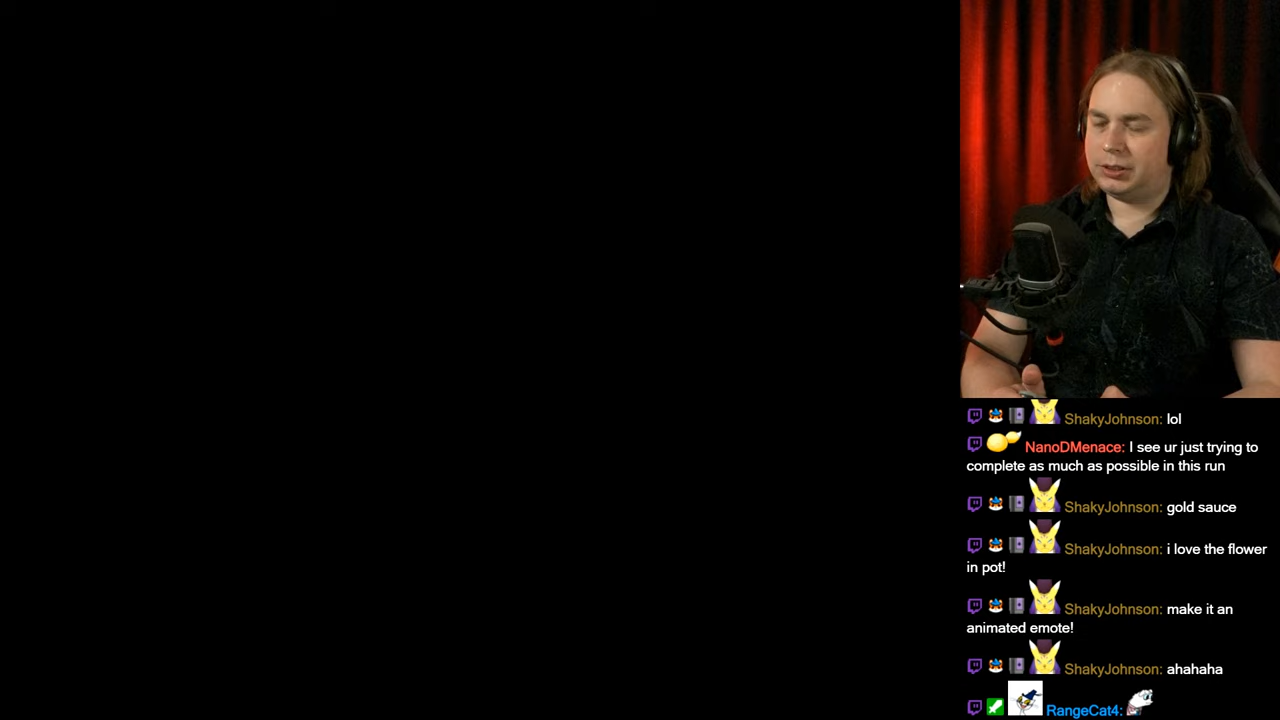 ShakyJohnson: lol
NanoDMenace: I see ur just trying to
complete as much as possible in this run
ShakyJohnson: gold sauce
ShakyJohnson: i love the flower
in pot!
ShakyJohnson: make it an
animated emote!
ShakyJohnson: ahahaha
RangeCat4: